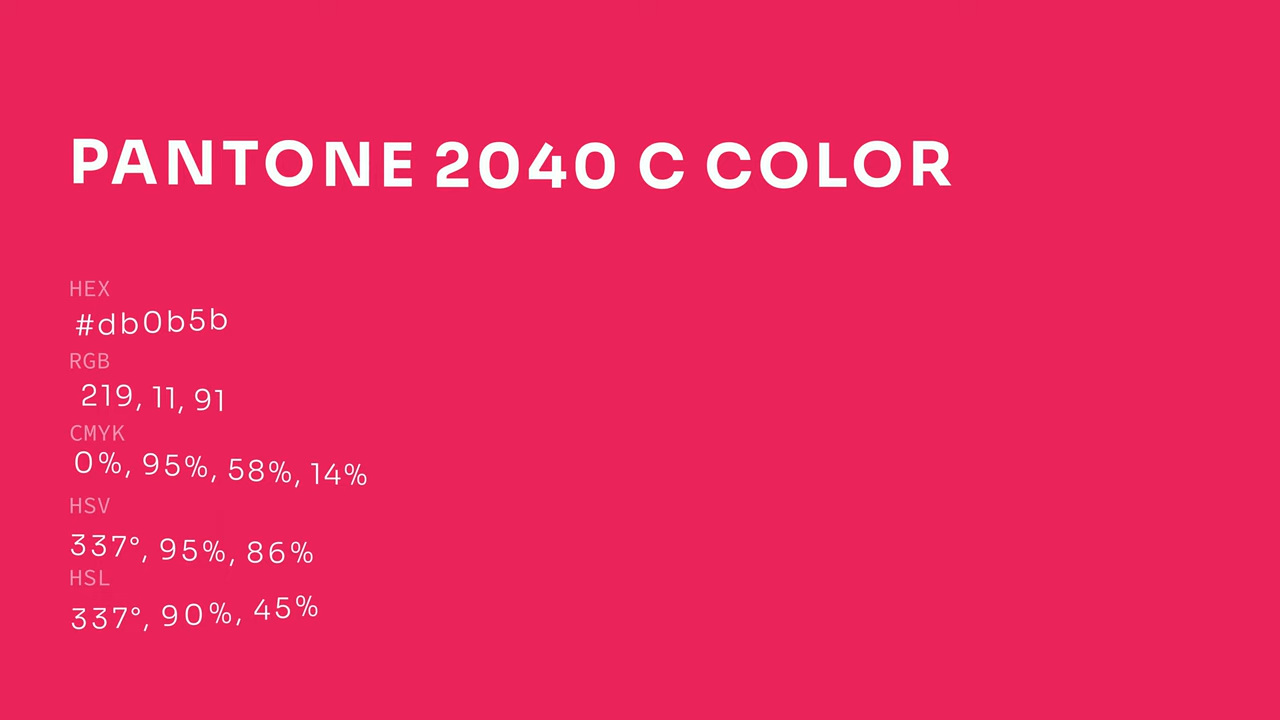 PANTONE 2040 C COLOR
HEX
#db0b5b
RGB
219, 11, 91
CMYK
0%, 95%, 58%, 14%
HSV
337°, 95%, 86%
HSL
337°, 90%, 45%